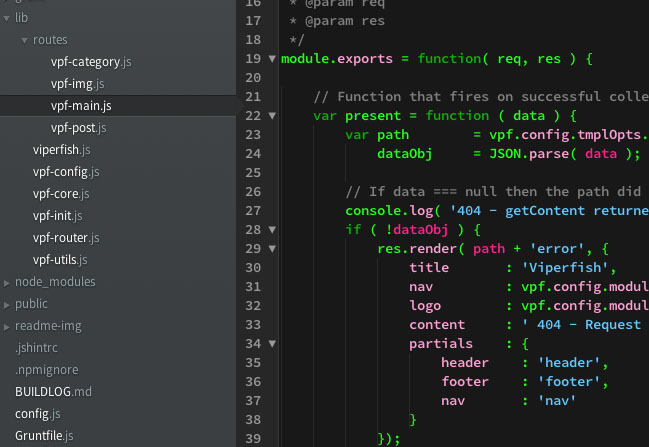 lib
routes
vpf-category.js
vpf-img.js
vpf-main.js
vpf-post.js
viperfish.js
vpf-config.js
vpf-core.js
vpf-init.js
vpf-router.js
vpf-utils.js
node_modules
public
readme-img
.jshintrc
.npmignore
BUILDLOG.md
config.js
Gruntfile.js
16 * @param req
17 * @param res
18 */
19 module.exports = function( req, res ) {
20
21 // Function that fires on successful colle
22 var present = function ( data ) {
23 var path = vpf.config.tmplOpts.
24 dataObj = JSON.parse( data );
25
26 // If data === null then the path did
27 console.log( '404 - getContent returne
28 if ( !dataObj ) {
29 res.render( path + 'error', {
30 title : 'Viperfish',
31 nav : vpf.config.modul
32 logo : vpf.config.modul
33 content : ' 404 - Request
34 partials : {
35 header : 'header',
36 footer : 'footer',
37 nav : 'nav'
38 }
39 });